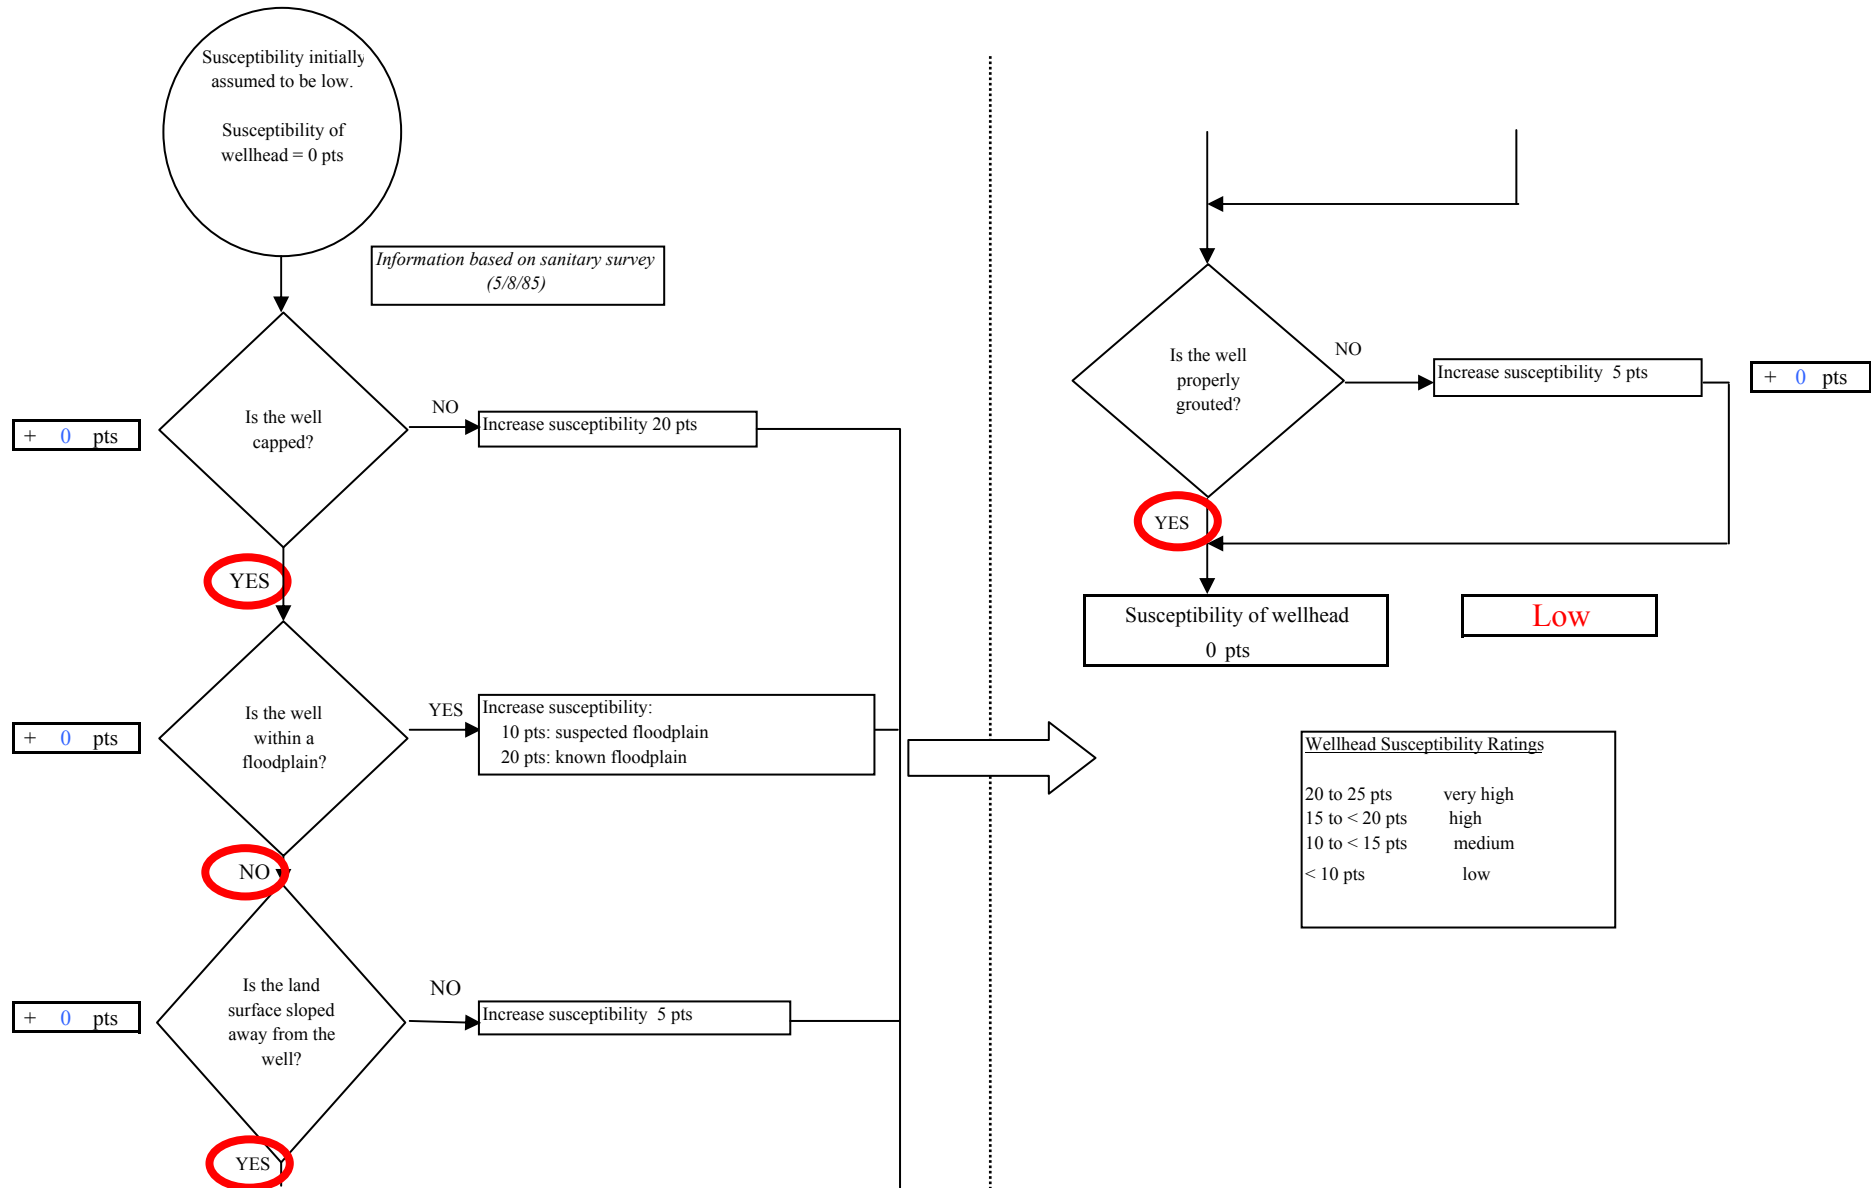 Susceptibility initially
assumed to be low.
Susceptibility of
wellhead = 0 pts
Information based on sanitary survey
(5/8/85)
Is the well
capped?
NO
Increase susceptibility 20 pts
+ 0 pts
YES
Is the well
within a
floodplain?
YES
Increase susceptibility:
10 pts: suspected floodplain
20 pts: known floodplain
+ 0 pts
NO
Is the land
surface sloped
away from the
well?
NO
Increase susceptibility 5 pts
+ 0 pts
YES
Is the well
properly
grouted?
NO
Increase susceptibility 5 pts
+ 0 pts
YES
Susceptibility of wellhead
0 pts
Low
Wellhead Susceptibility Ratings
20 to 25 pts very high
15 to < 20 pts high
10 to < 15 pts medium
< 10 pts low